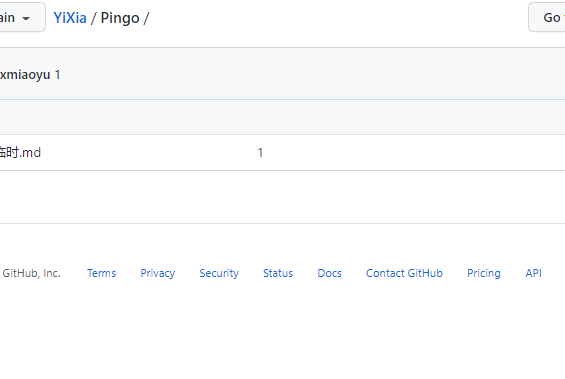 ain YiXia / Pingo / Go
xmiaoyu 1
临时.md 1
GitHub, Inc. Terms Privacy Security Status Docs Contact GitHub Pricing API